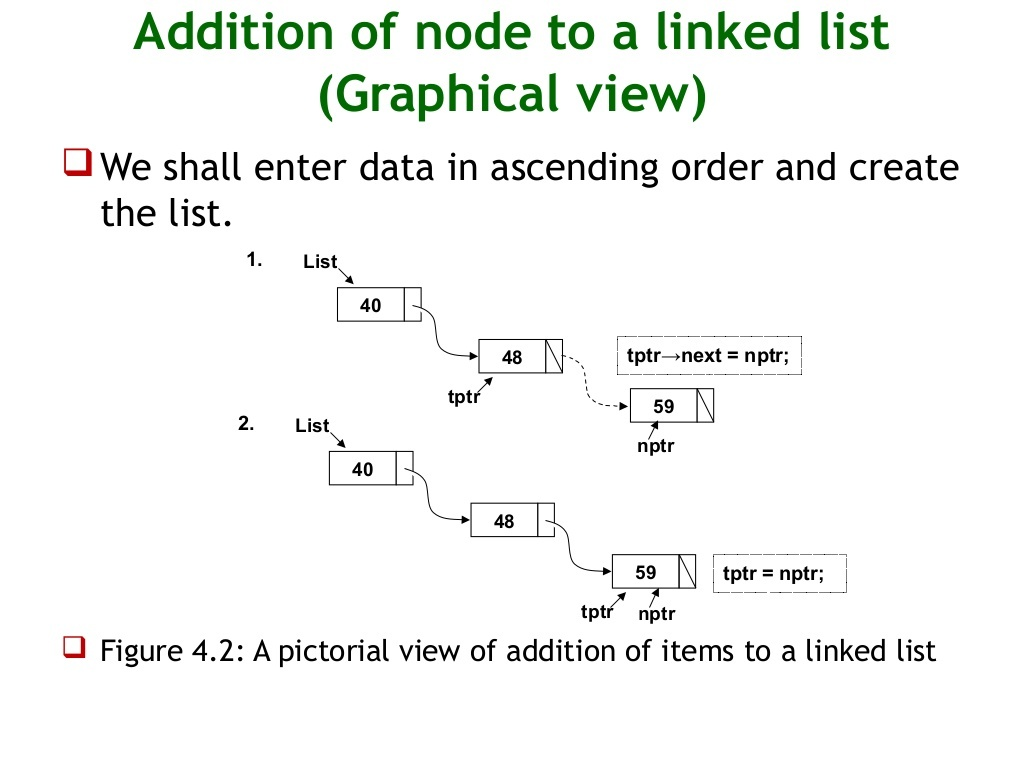 Addition of node to a linked list
(Graphical view)
We shall enter data in ascending order and create
the list.
1. List
40
48
tptr→next = nptr;
tptr
59
nptr
2. List
40
48
59
tptr = nptr;
tptr nptr
Figure 4.2: A pictorial view of addition of items to a linked list